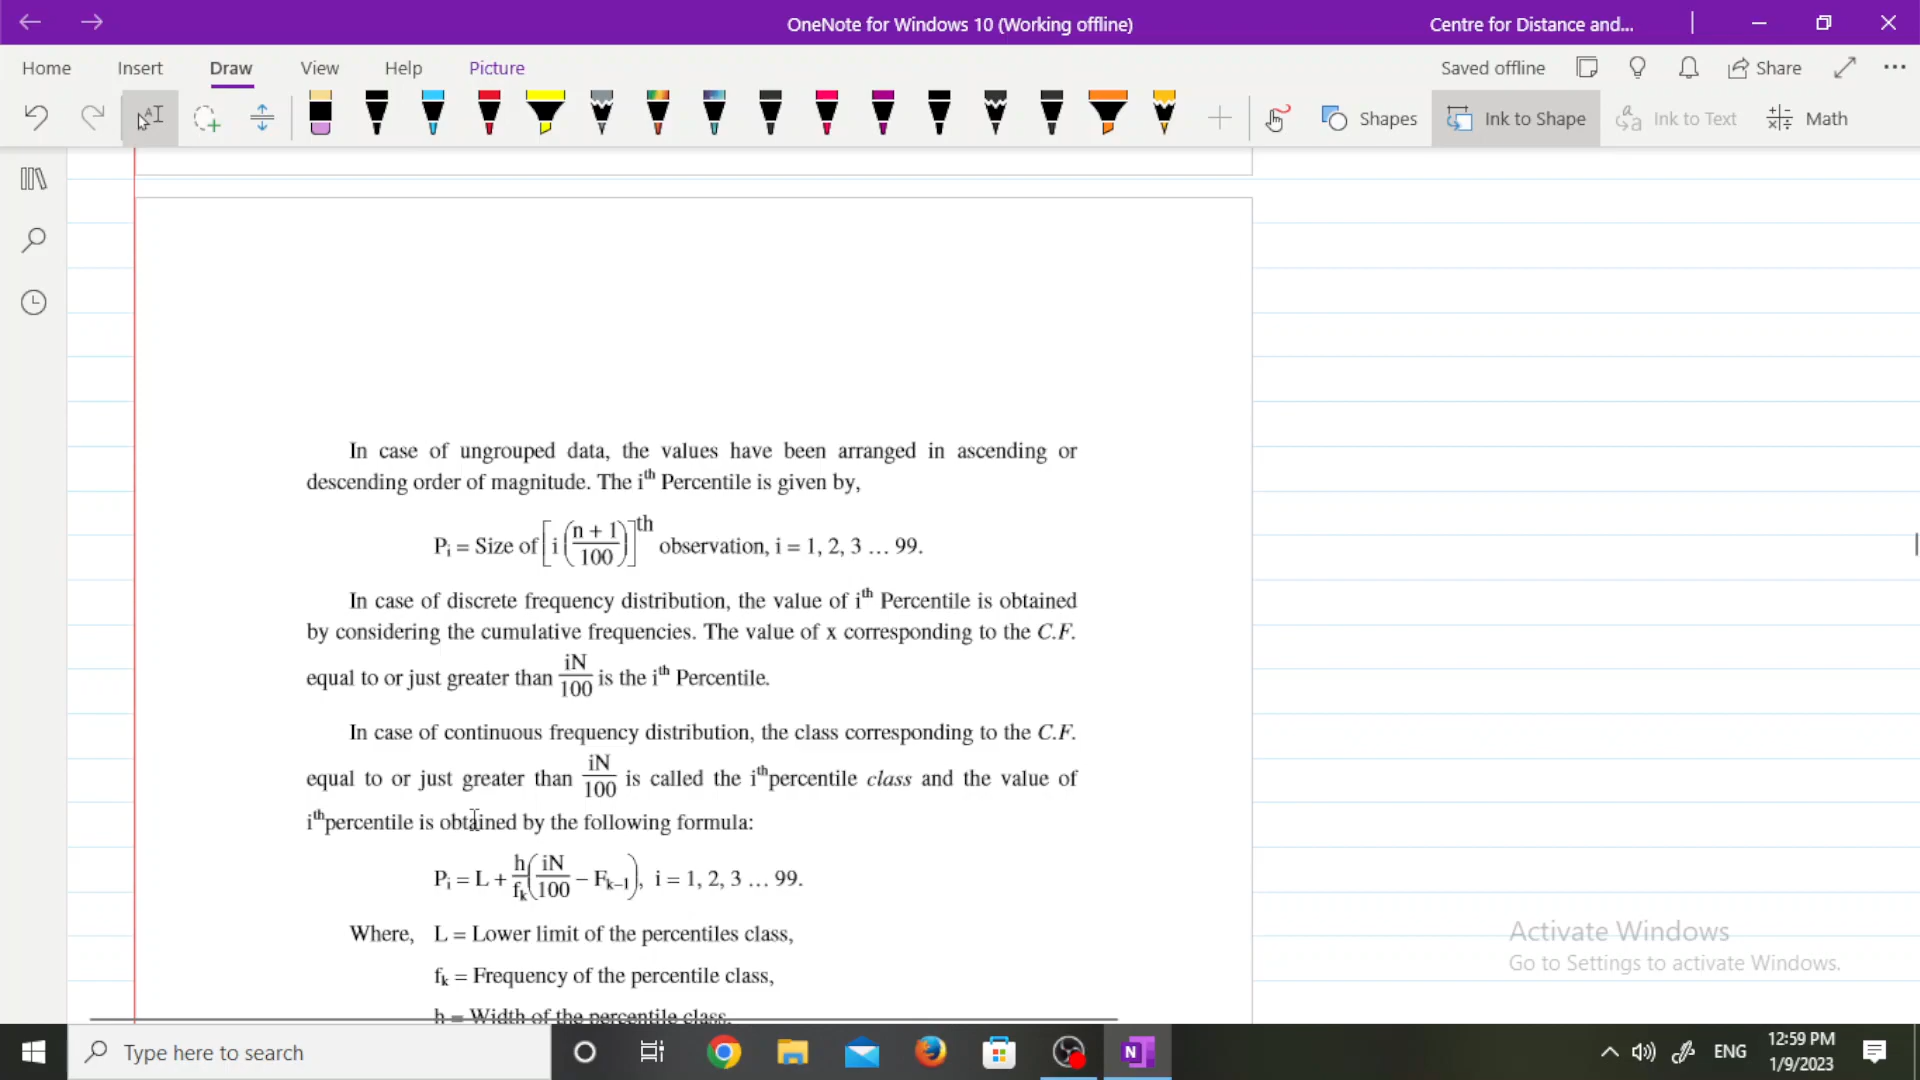 OneNote for Windows 10 (Working offline)
Centre for Distance and...
Home Insert Draw View Help Picture
Saved offline
Share
Shapes
Ink to Shape
Ink to Text
Math
In case of ungrouped data, the values have been arranged in ascending or
descending order of magnitude. The iᵗʰ Percentile is given by,
Pᵢ = Size of [i ((n + 1)/100)]ᵗʰ observation, i = 1, 2, 3 … 99.
In case of discrete frequency distribution, the value of iᵗʰ Percentile is obtained
by considering the cumulative frequencies. The value of x corresponding to the C.F.
equal to or just greater than iN/100 is the iᵗʰ Percentile.
In case of continuous frequency distribution, the class corresponding to the C.F.
equal to or just greater than iN/100 is called the iᵗʰpercentile class and the value of
iᵗʰpercentile is obtained by the following formula:
Pᵢ = L + h/fₖ (iN/100 − Fₖ₋₁), i = 1, 2, 3 … 99.
Where, L = Lower limit of the percentiles class,
fₖ = Frequency of the percentile class,
h = Width of the percentile class,
Activate Windows
Go to Settings to activate Windows.
Type here to search
ENG
12:59 PM
1/9/2023